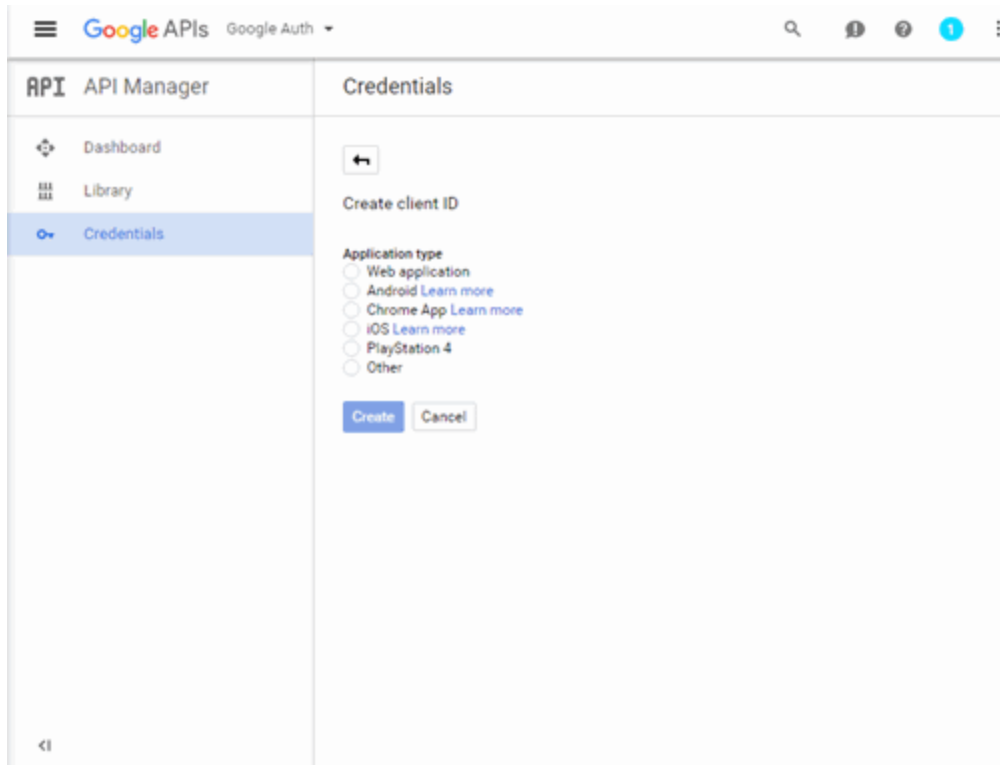 Google APIs Google Auth 1
API API Manager
Credentials
Dashboard
Library
Credentials
Create client ID
Application type
Web application
Android Learn more
Chrome App Learn more
iOS Learn more
PlayStation 4
Other
Create Cancel